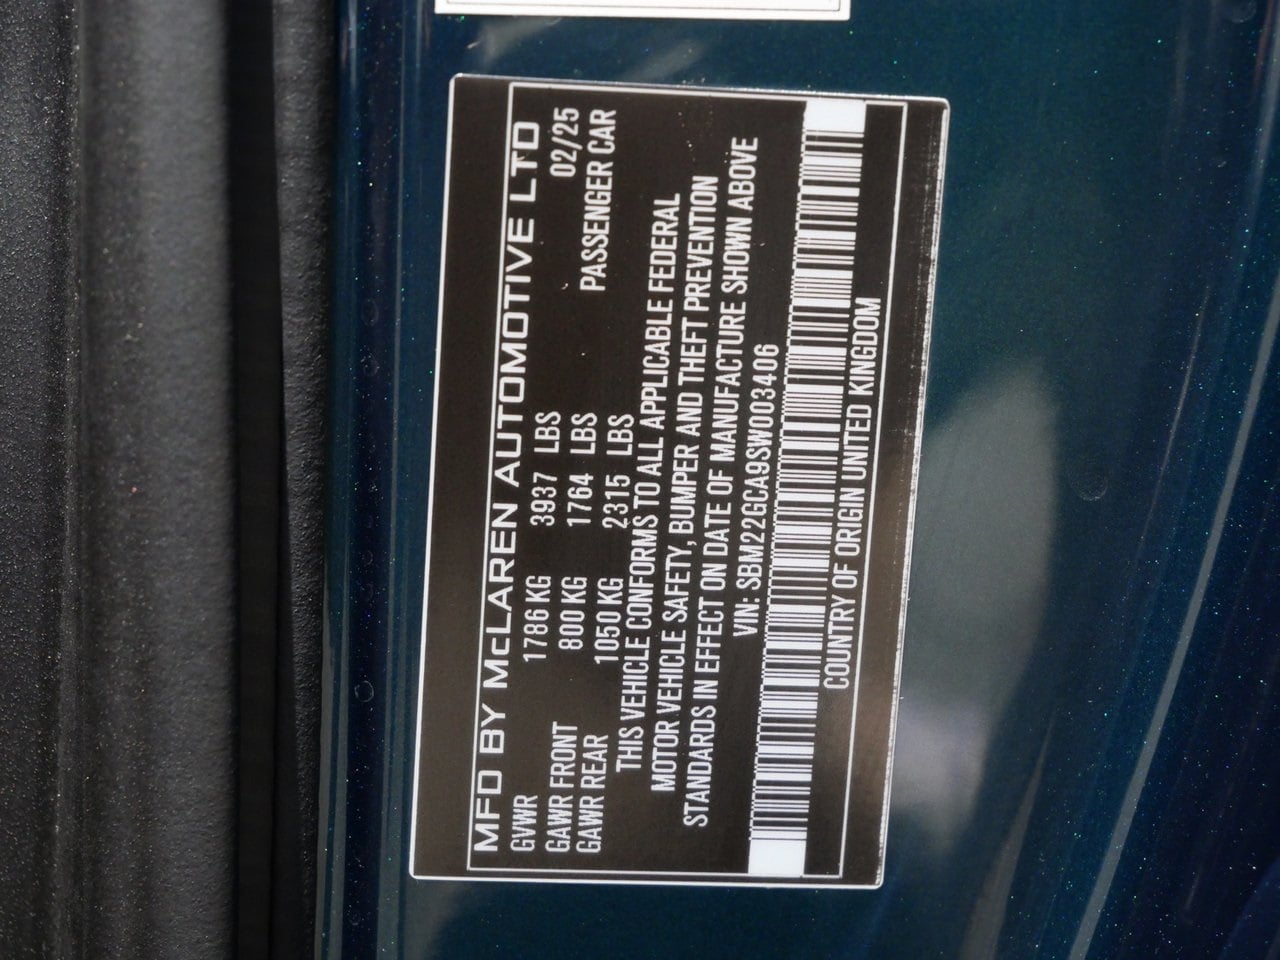 MFD BY McLAREN AUTOMOTIVE LTD
GVWR 1786 KG 3937 LBS 02/25
GAWR FRONT 800 KG 1764 LBS PASSENGER CAR
GAWR REAR 1050 KG 2315 LBS
THIS VEHICLE CONFORMS TO ALL APPLICABLE FEDERAL
MOTOR VEHICLE SAFETY, BUMPER AND THEFT PREVENTION
STANDARDS IN EFFECT ON DATE OF MANUFACTURE SHOWN ABOVE
VIN: SBM22GCA9SW003406
COUNTRY OF ORIGIN UNITED KINGDOM